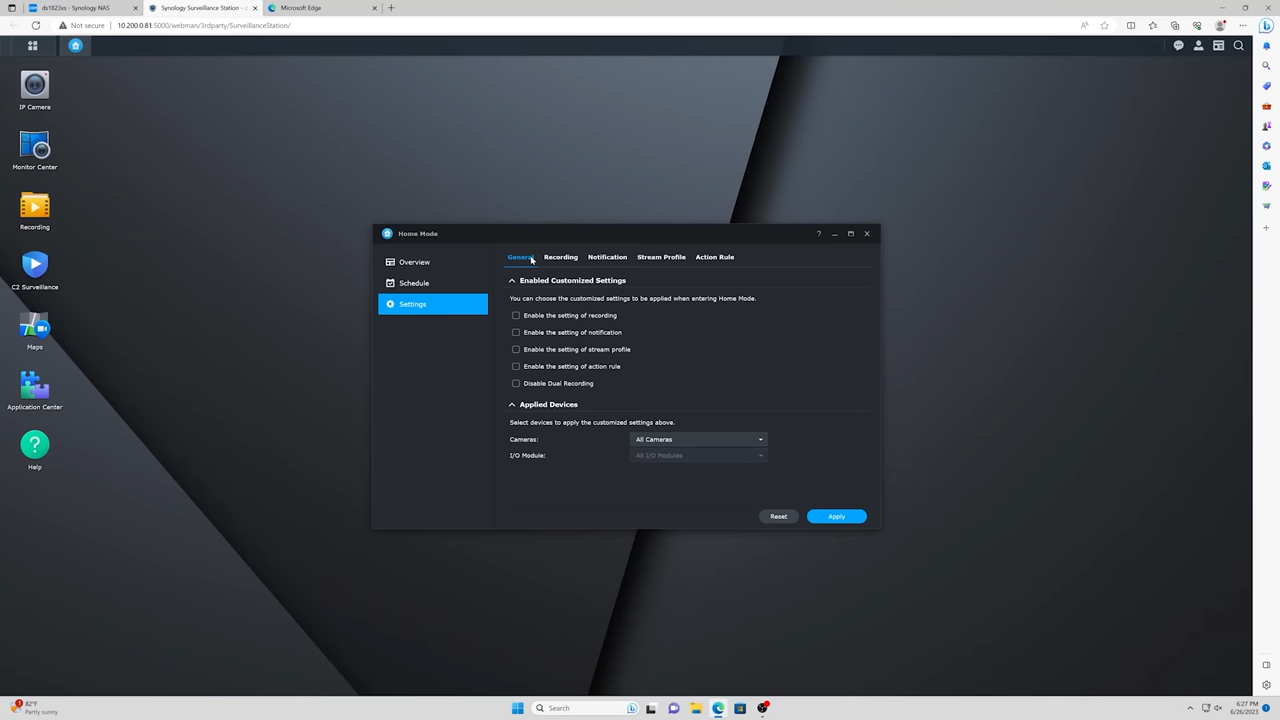 ds1823xs - Synology NAS
Synology Surveillance Station - d
Microsoft Edge
Not secure
10.200.0.81:5000/webman/3rdparty/SurveillanceStation/
IP Camera
Monitor Center
Recording
C2 Surveillance
Maps
Application Center
Help
Home Mode
Overview
Schedule
Settings
General
Recording
Notification
Stream Profile
Action Rule
Enabled Customized Settings
You can choose the customized settings to be applied when entering Home Mode.
Enable the setting of recording
Enable the setting of notification
Enable the setting of stream profile
Enable the setting of action rule
Disable Dual Recording
Applied Devices
Select devices to apply the customized settings above.
Cameras:
All Cameras
I/O Module:
All I/O Modules
Reset
Apply
1
82°F
Partly sunny
Search
6:27 PM
6/26/2023
1